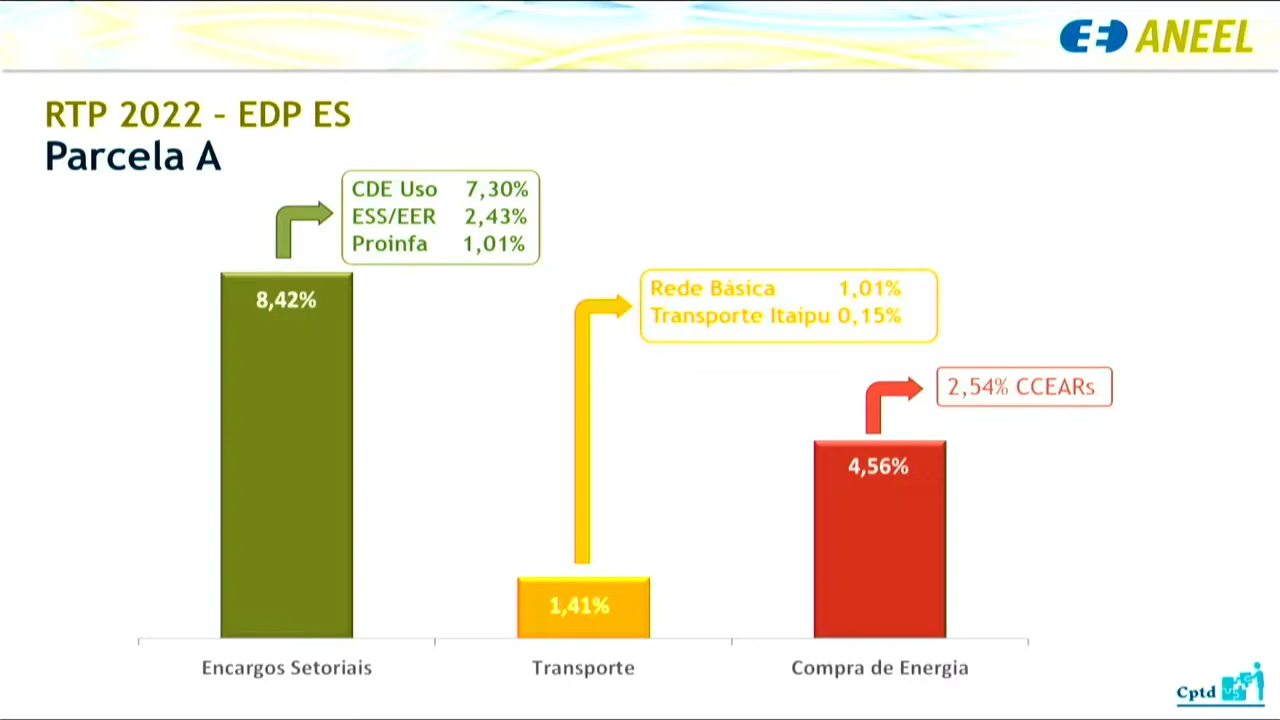 ANEEL
RTP 2022 – EDP ES
Parcela A
CDE Uso 7,30%
ESS/EER 2,43%
Proinfa 1,01%
8,42%
Rede Básica 1,01%
Transporte Itaipu 0,15%
2,54% CCEARs
4,56%
1,41%
Encargos Setoriais
Transporte
Compra de Energia
Cptd